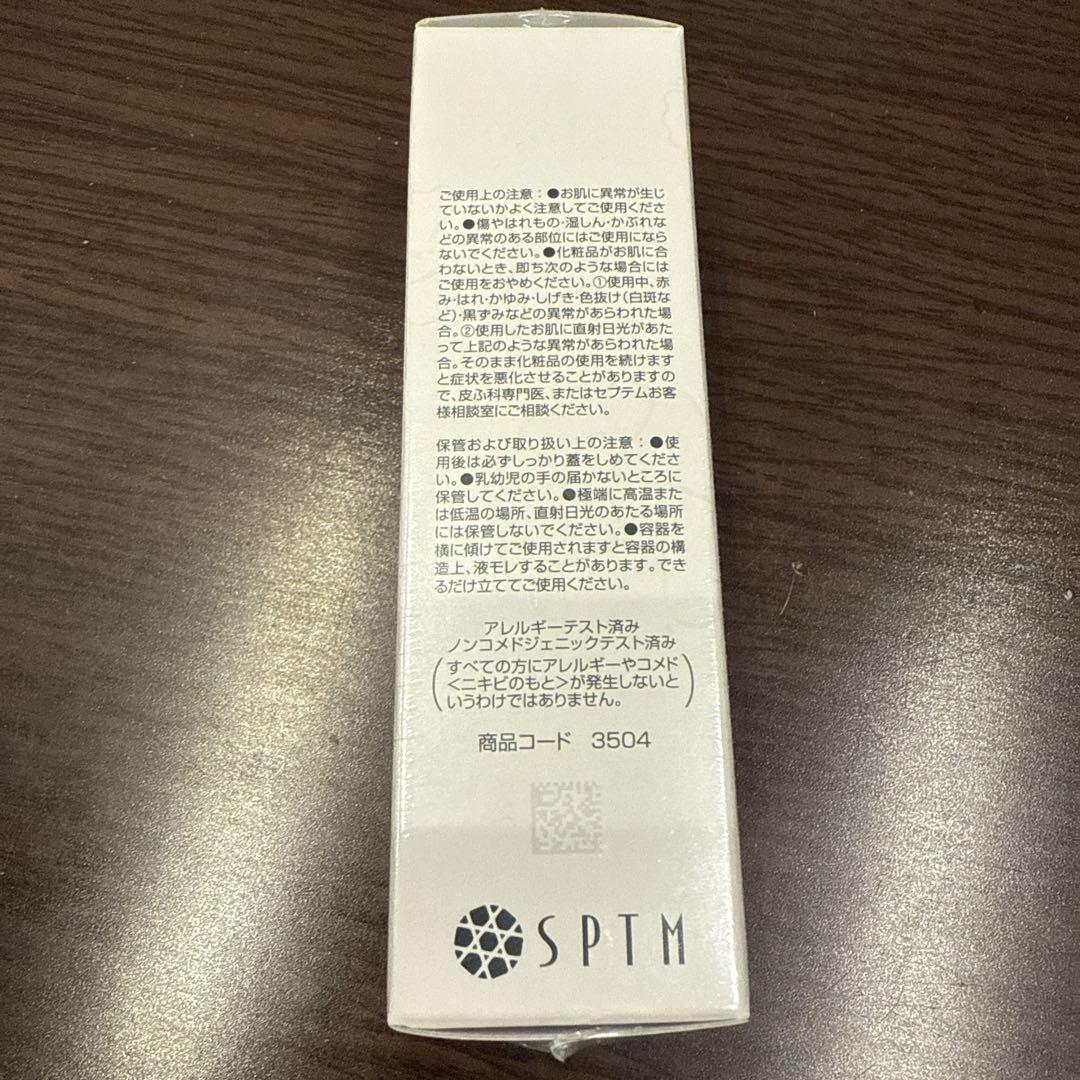 ご使用上の注意：●お肌に異常が生じ
ていないかよく注意してご使用くださ
い。●傷やはれもの・湿しん・かぶれな
どの異常のある部位にはご使用になら
ないでください。●化粧品がお肌に合
わないとき、即ち次のような場合には
ご使用をおやめください。①使用中、赤
み・はれ・かゆみ・しげき・色抜け（白斑な
ど）・黒ずみなどの異常があらわれた場
合。②使用したお肌に直射日光があた
って上記のような異常があらわれた場
合。そのまま化粧品の使用を続けます
と症状を悪化させることがありますの
で、皮ふ科専門医、またはセプテムお客
様相談室にご相談ください。
保管および取り扱い上の注意：●使
用後は必ずしっかり蓋をしめてくださ
い。●乳幼児の手の届かないところに
保管してください。●極端に高温また
は低温の場所、直射日光のあたる場所
には保管しないでください。●容器を
横に傾けてご使用されますと容器の構
造上、液モレすることがあります。でき
るだけ立ててご使用ください。
アレルギーテスト済み
ノンコメドジェニックテスト済み
（すべての方にアレルギーやコメド
＜ニキビのもと＞が発生しないと
いうわけではありません。）
商品コード 3504
SPTM